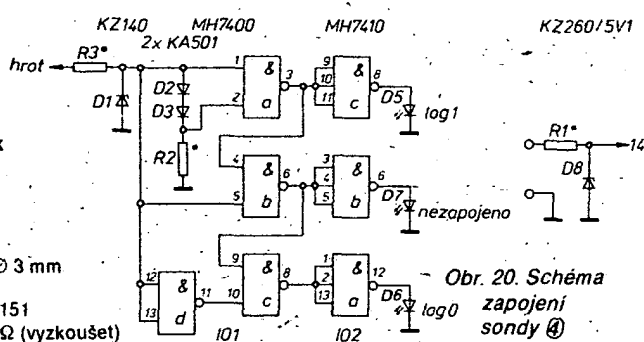 KZ140 MH7400 MH7410 KZ260/5V1
2x KA501
hrot R3* 1 & 3 9 & 8
D2 10
D1 D3 2 a 11 c D5 log1
R2* R1* 14
4 & 6 3 & 6 D8
4
5 b 5 b D7 nezapojeno
∅ 3 mm
9 & 8 1 & 12 Obr. 20. Schéma
12 & 11 10 c 2 a D6 log0 zapojení
151 13 d 13 sondy ④
Ω (vyzkoušet) IO1 IO2